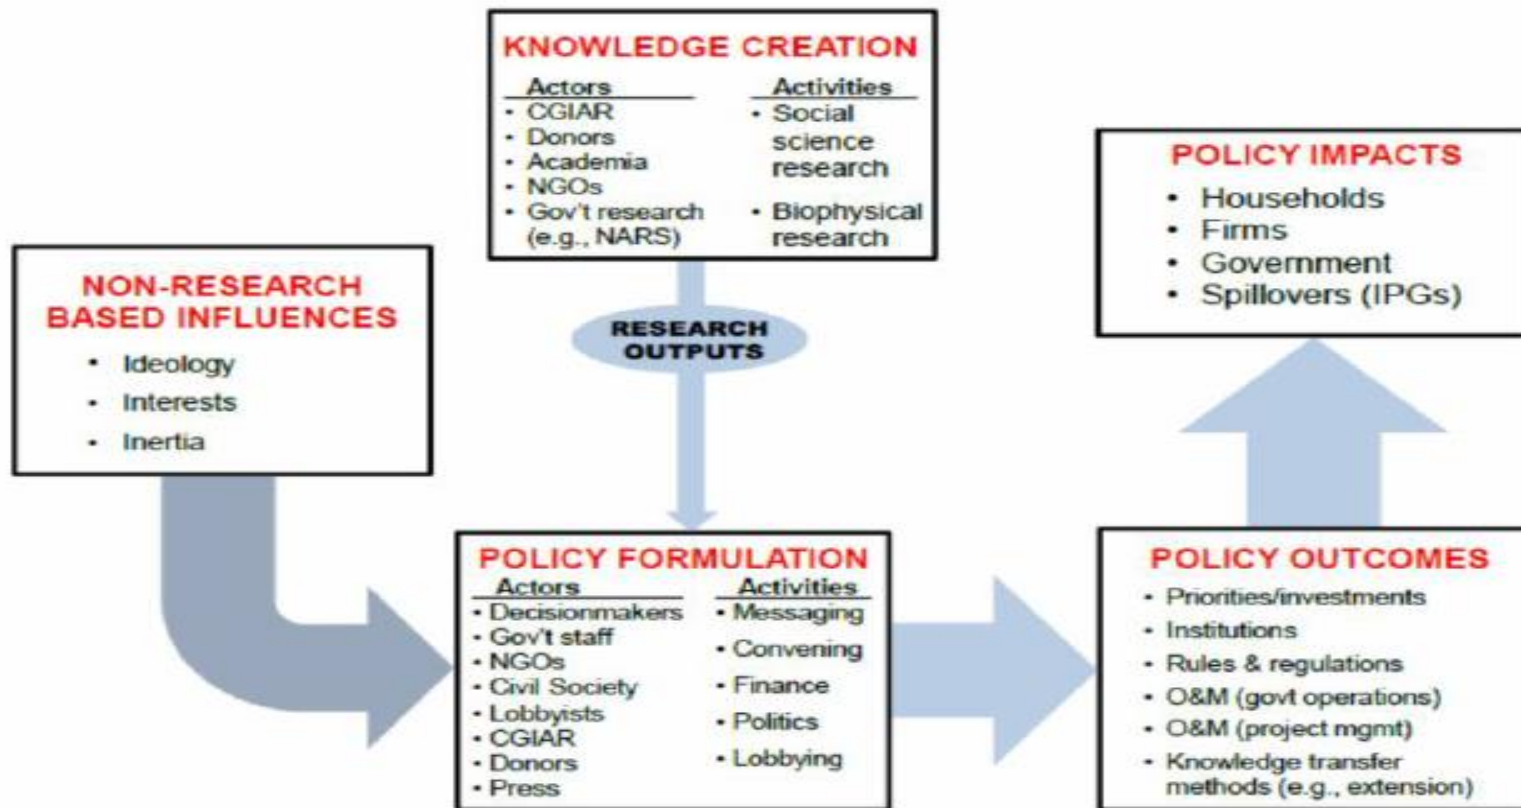 KNOWLEDGE CREATION
Actors
• CGIAR
• Donors
• Academia
• NGOs
• Gov't research
(e.g., NARS)
Activities
• Social
science
research
• Biophysical
research
NON-RESEARCH
BASED INFLUENCES
• Ideology
• Interests
• Inertia
RESEARCH
OUTPUTS
POLICY FORMULATION
Actors
• Decisionmakers
• Gov't staff
• NGOs
• Civil Society
• Lobbyists
• CGIAR
• Donors
• Press
Activities
• Messaging
• Convening
• Finance
• Politics
• Lobbying
POLICY OUTCOMES
• Priorities/investments
• Institutions
• Rules & regulations
• O&M (govt operations)
• O&M (project mgmt)
• Knowledge transfer
methods (e.g., extension)
POLICY IMPACTS
• Households
• Firms
• Government
• Spillovers (IPGs)